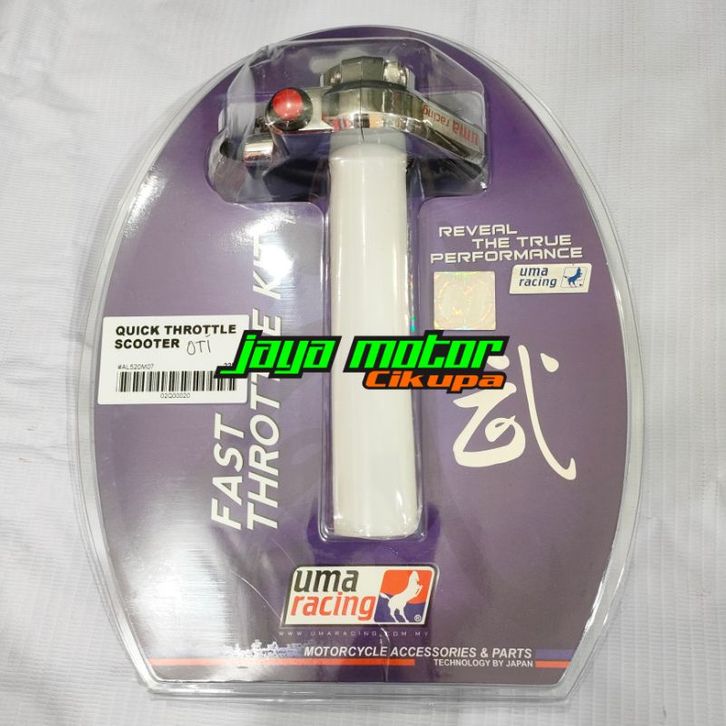 uma racing
REVEAL
THE TRUE
PERFORMANCE
uma
racing
QUICK THROTTLE
SCOOTER OTI
#AL520M07
02Q00020
jaya motor
Cikupa
FAST
THROTTLE KIT
武
uma
racing
®
WWW.UMARACING.COM.MY
MOTORCYCLE ACCESSORIES & PARTS
TECHNOLOGY BY JAPAN